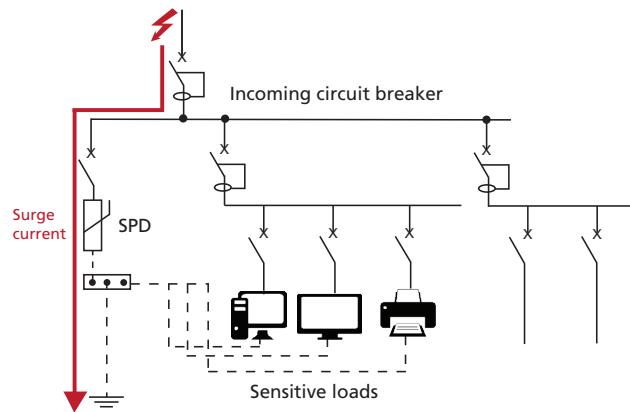 Incoming circuit breaker
Surge
current
SPD
Sensitive loads